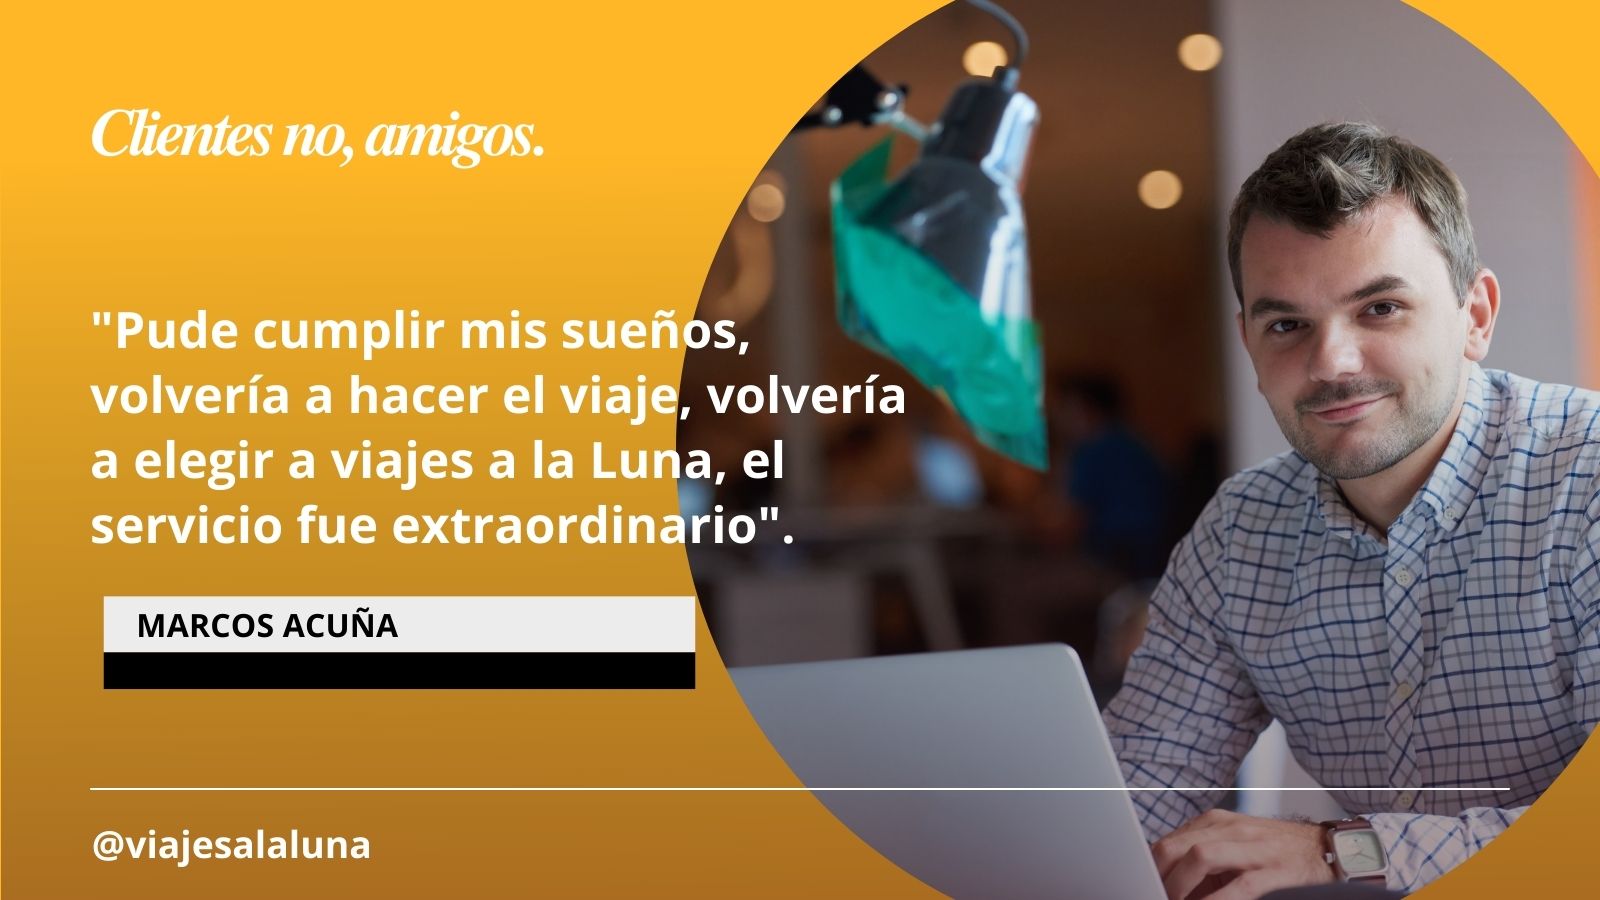 Clientes no, amigos.
"Pude cumplir mis sueños,
volvería a hacer el viaje, volvería
a elegir a viajes a la Luna, el
servicio fue extraordinario".
MARCOS ACUÑA
@viajesalaluna